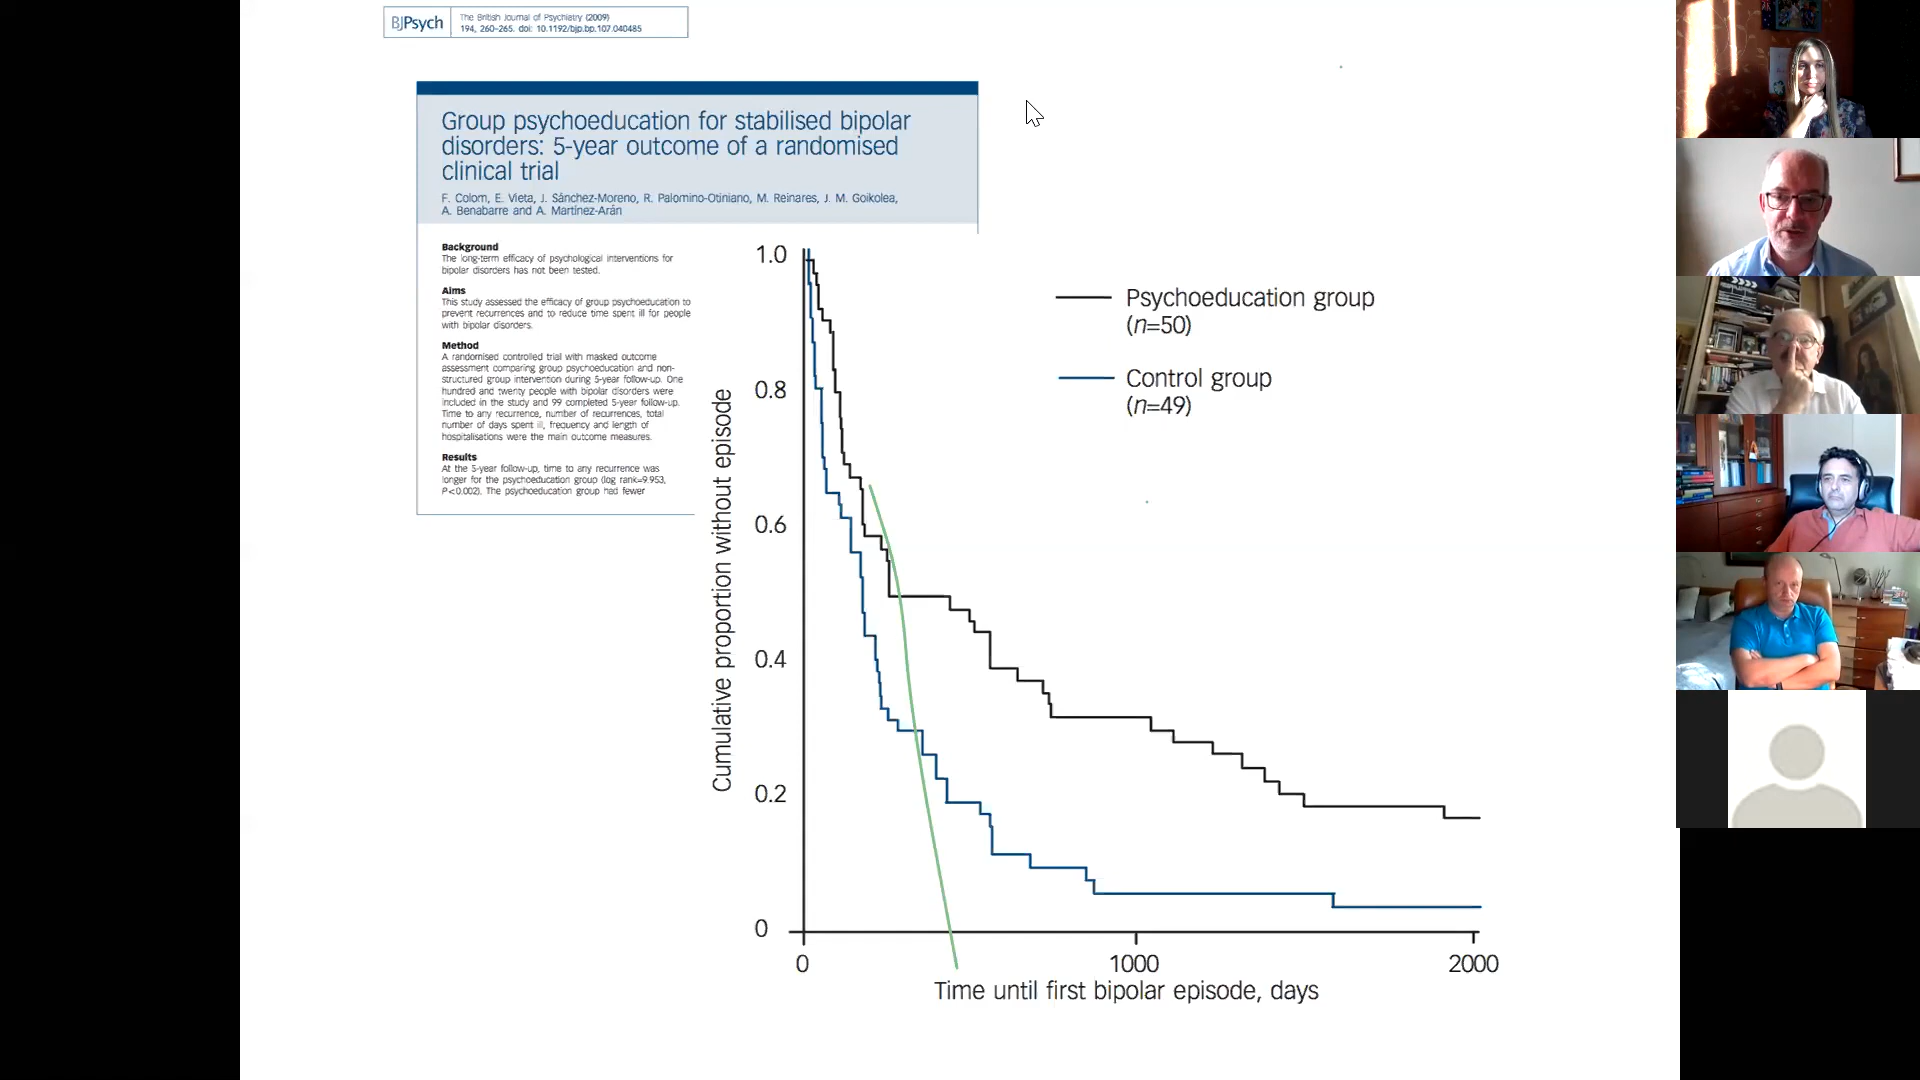 BJPsych
The British Journal of Psychiatry (2009)
194, 260–265. doi: 10.1192/bjp.bp.107.040485
Group psychoeducation for stabilised bipolar
disorders: 5-year outcome of a randomised
clinical trial
F. Colom, E. Vieta, J. Sánchez-Moreno, R. Palomino-Otiniano, M. Reinares, J. M. Goikolea,
A. Benabarre and A. Martínez-Arán
Background
The long-term efficacy of psychological interventions for
bipolar disorders has not been tested.
Aims
This study assessed the efficacy of group psychoeducation to
prevent recurrences and to reduce time spent ill for people
with bipolar disorders.
Method
A randomised controlled trial with masked outcome
assessment comparing group psychoeducation and non-
structured group intervention during 5-year follow-up. One
hundred and twenty people with bipolar disorders were
included in the study and 99 completed 5-year follow-up.
Time to any recurrence, number of recurrences, total
number of days spent ill, frequency and length of
hospitalisations were the main outcome measures.
Results
At the 5-year follow-up, time to any recurrence was
longer for the psychoeducation group (log rank=9.953,
P<0.002). The psychoeducation group had fewer
Cumulative proportion without episode
1.0
0.8
0.6
0.4
0.2
0
Psychoeducation group
(n=50)
Control group
(n=49)
0
1000
2000
Time until first bipolar episode, days